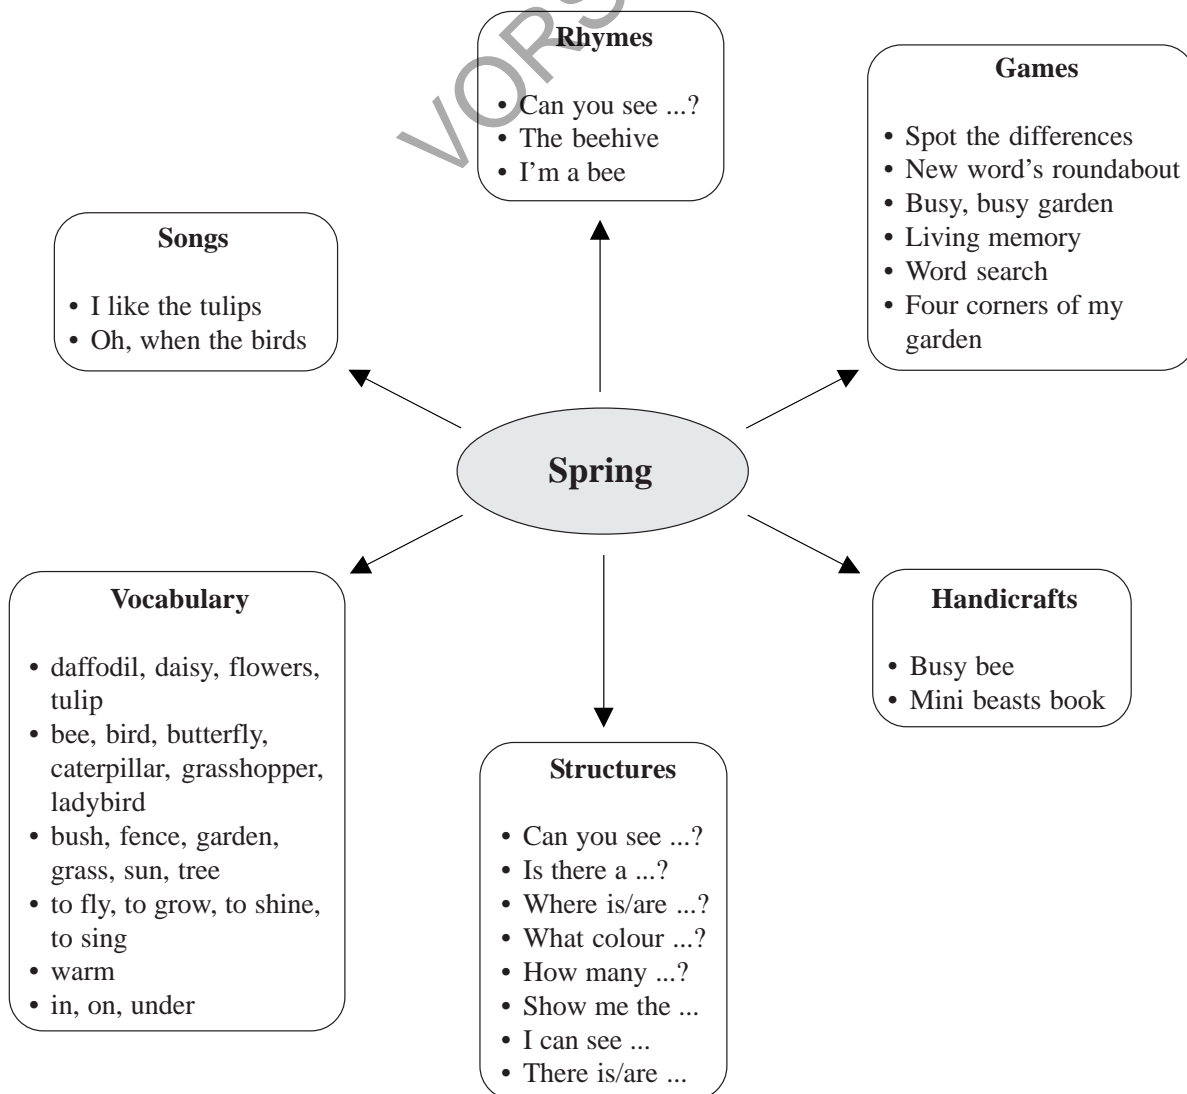 VORS
Rhymes
• Can you see ...?
• The beehive
• I'm a bee
Games
• Spot the differences
• New word's roundabout
• Busy, busy garden
• Living memory
• Word search
• Four corners of my
garden
Songs
• I like the tulips
• Oh, when the birds
Spring
Vocabulary
• daffodil, daisy, flowers,
tulip
• bee, bird, butterfly,
caterpillar, grasshopper,
ladybird
• bush, fence, garden,
grass, sun, tree
• to fly, to grow, to shine,
to sing
• warm
• in, on, under
Handicrafts
• Busy bee
• Mini beasts book
Structures
• Can you see ...?
• Is there a ...?
• Where is/are ...?
• What colour ...?
• How many ...?
• Show me the ...
• I can see ...
• There is/are ...